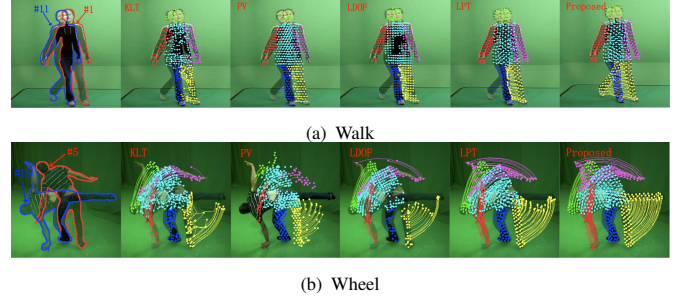 #11 #1 KLT PV LDOF LPT Proposed
(a) Walk
#5 KLT PV LDOF LPT Proposed
(b) Wheel